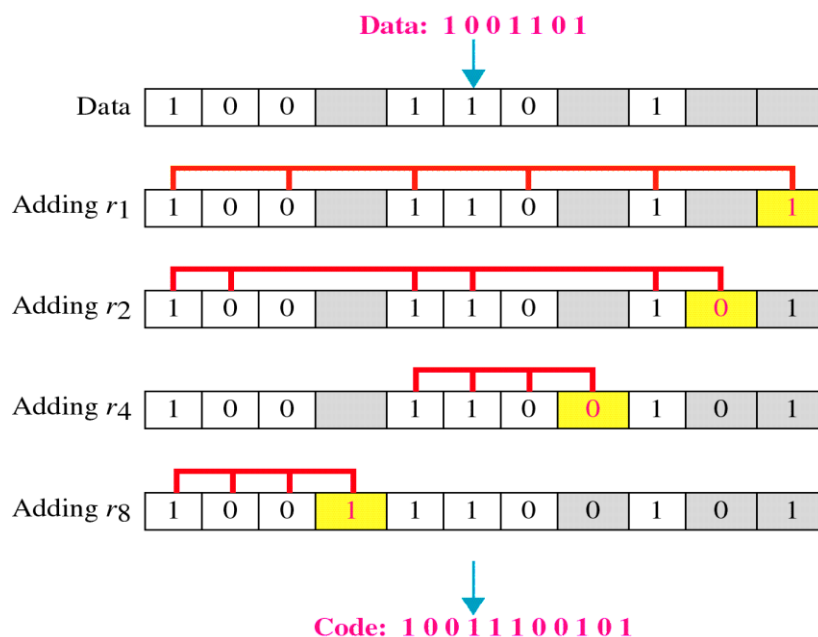 Data: 1 0 0 1 1 0 1
Data 1 0 0 1 1 0 1
Adding r1 1 0 0 1 1 0 1 1
Adding r2 1 0 0 1 1 0 1 0 1
Adding r4 1 0 0 1 1 0 0 1 0 1
Adding r8 1 0 0 1 1 1 0 0 1 0 1
Code: 1 0 0 1 1 1 0 0 1 0 1